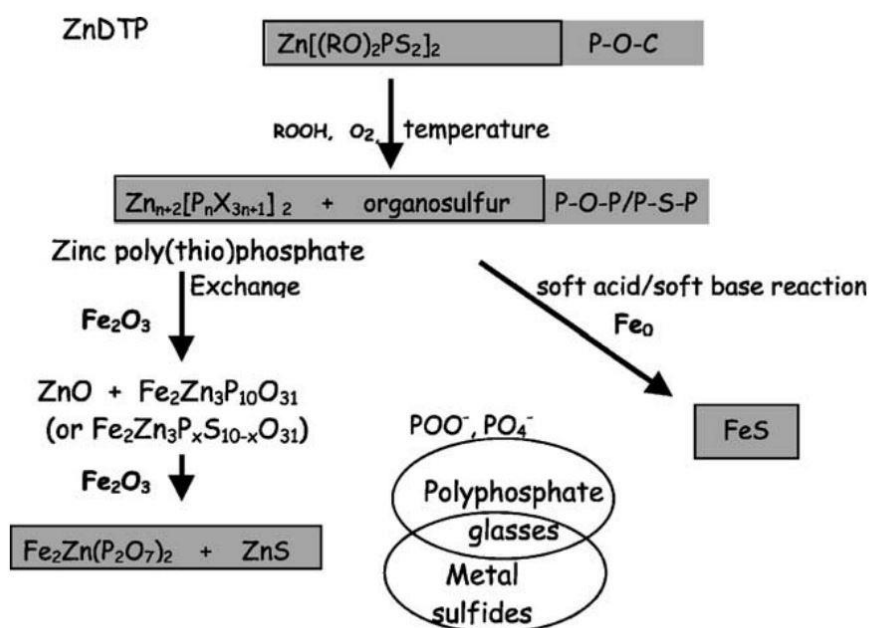 ZnDTP
Zn[(RO)₂PS₂]₂ P-O-C
ROOH, O₂, temperature
Znₙ₊₂[PₙX₃ₙ₊₁]₂ + organosulfur P-O-P/P-S-P
Zinc poly(thio)phosphate
Exchange
Fe₂O₃
soft acid/soft base reaction
Fe₀
ZnO + Fe₂Zn₃P₁₀O₃₁
(or Fe₂Zn₃PₓS₁₀₋ₓO₃₁)
Fe₂O₃
POO⁻, PO₄⁻
FeS
Polyphosphate
glasses
Metal
sulfides
Fe₂Zn(P₂O₇)₂ + ZnS